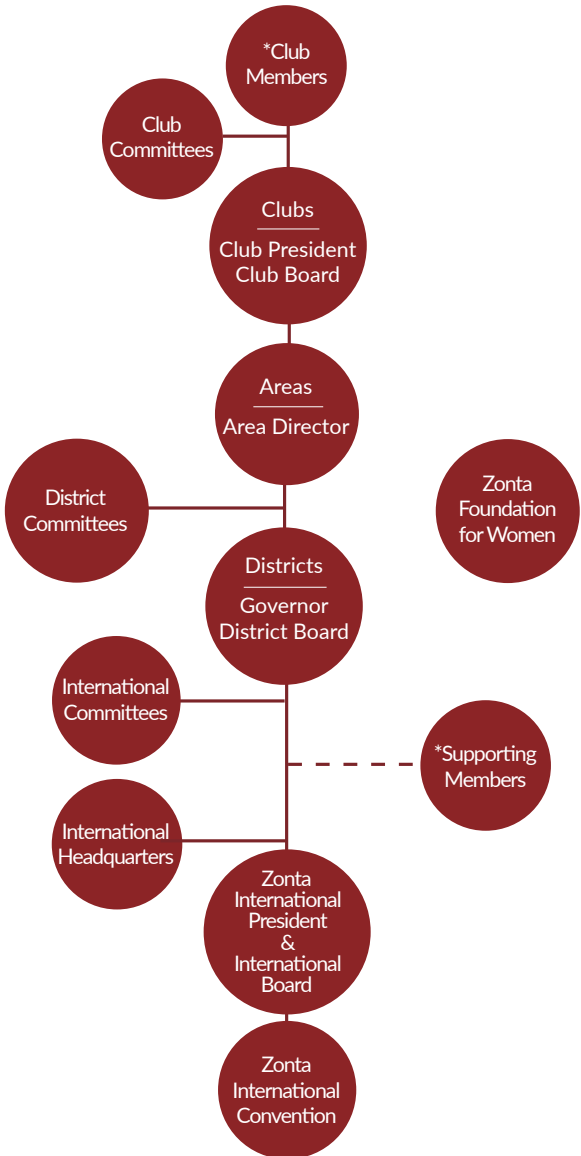 *Club
Members
Club
Committees
Clubs
Club President
Club Board
Areas
Area Director
District
Committees
Zonta
Foundation
for Women
Districts
Governor
District Board
International
Committees
*Supporting
Members
International
Headquarters
Zonta
International
President
&
International
Board
Zonta
International
Convention